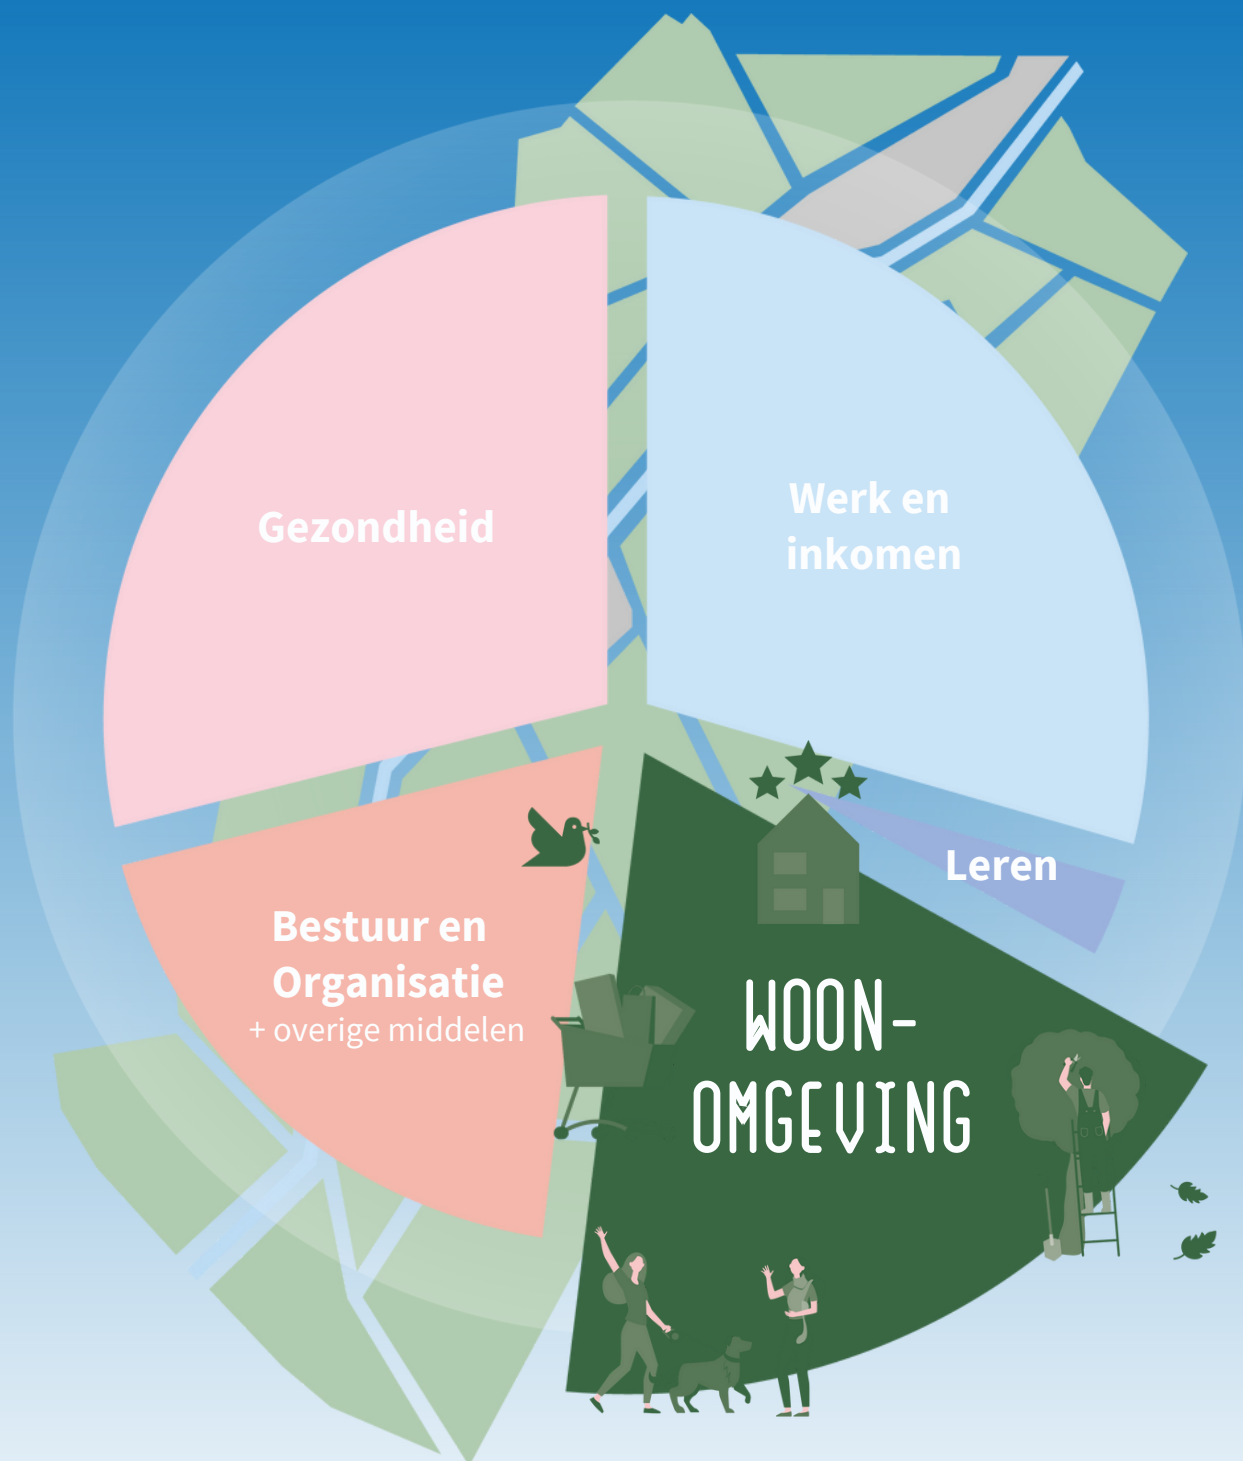 Gezondheid
Werk en
inkomen
Leren
Bestuur en
Organisatie
+ overige middelen
WOON-
OMGEVING